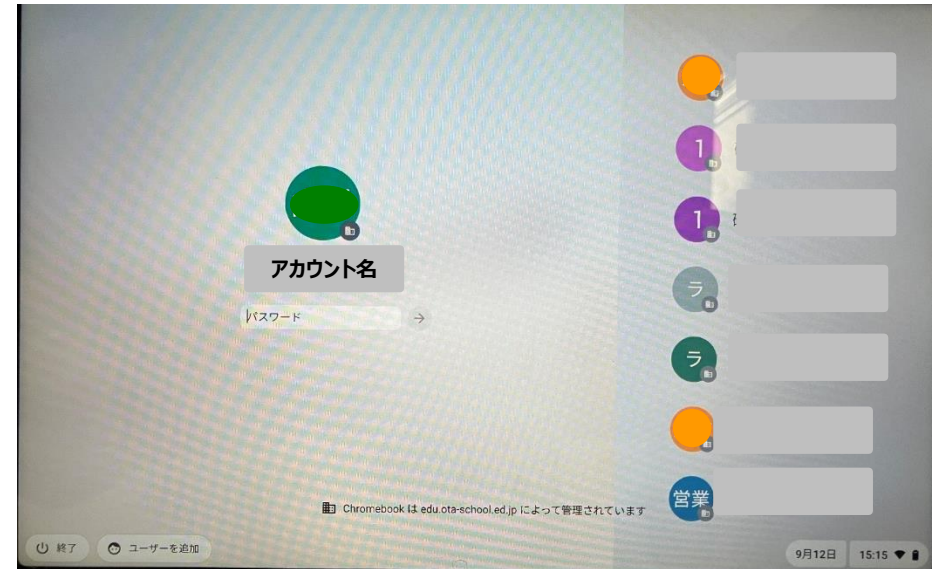 1
1
アカウント名
ラ
パスワード
ラ
営業
Chromebook は edu.ota-school.ed.jp によって管理されています
終了
ユーザーを追加
9月12日
15:15